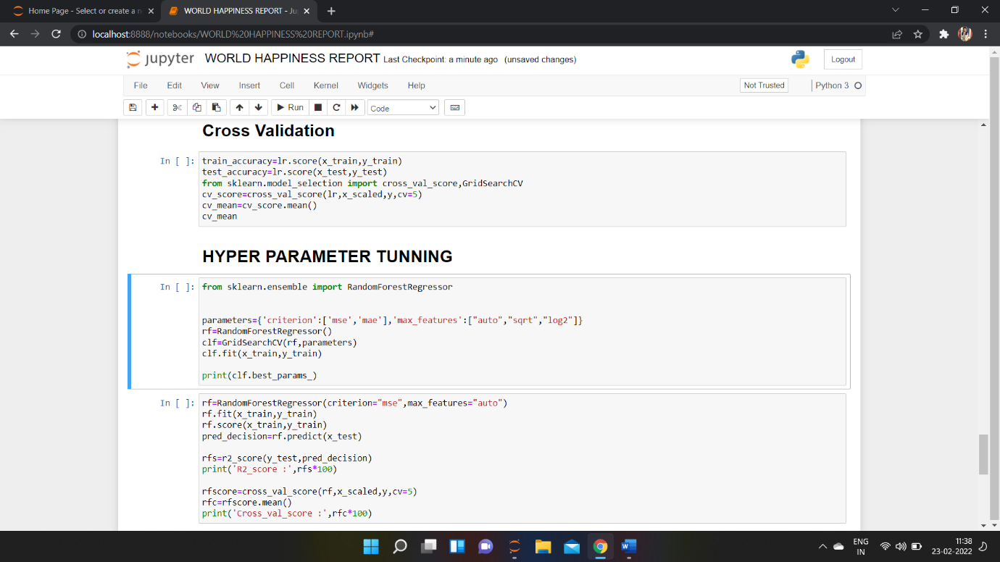 Home Page - Select or create a n
WORLD HAPPINESS REPORT - Ju
localhost:8888/notebooks/WORLD%20HAPPINESS%20REPORT.ipynb#
jupyter WORLD HAPPINESS REPORT Last Checkpoint: a minute ago (unsaved changes)
Logout
File Edit View Insert Cell Kernel Widgets Help
Not Trusted
Python 3
Run
Code
Cross Validation
In [ ]:
train_accuracy=lr.score(x_train,y_train)
test_accuracy=lr.score(x_test,y_test)
from sklearn.model_selection import cross_val_score,GridSearchCV
cv_score=cross_val_score(lr,x_scaled,y,cv=5)
cv_mean=cv_score.mean()
cv_mean
HYPER PARAMETER TUNNING
In [ ]:
from sklearn.ensemble import RandomForestRegressor
parameters={'criterion':['mse','mae'],'max_features':["auto","sqrt","log2"]}
rf=RandomForestRegressor()
clf=GridSearchCV(rf,parameters)
clf.fit(x_train,y_train)
print(clf.best_params_)
In [ ]:
rf=RandomForestRegressor(criterion="mse",max_features="auto")
rf.fit(x_train,y_train)
rf.score(x_train,y_train)
pred_decision=rf.predict(x_test)
rfs=r2_score(y_test,pred_decision)
print('R2_score :',rfs*100)
rfscore=cross_val_score(rf,x_scaled,y,cv=5)
rfc=rfscore.mean()
print('Cross_val_score :',rfc*100)
W
ENG
IN
11:38
23-02-2022